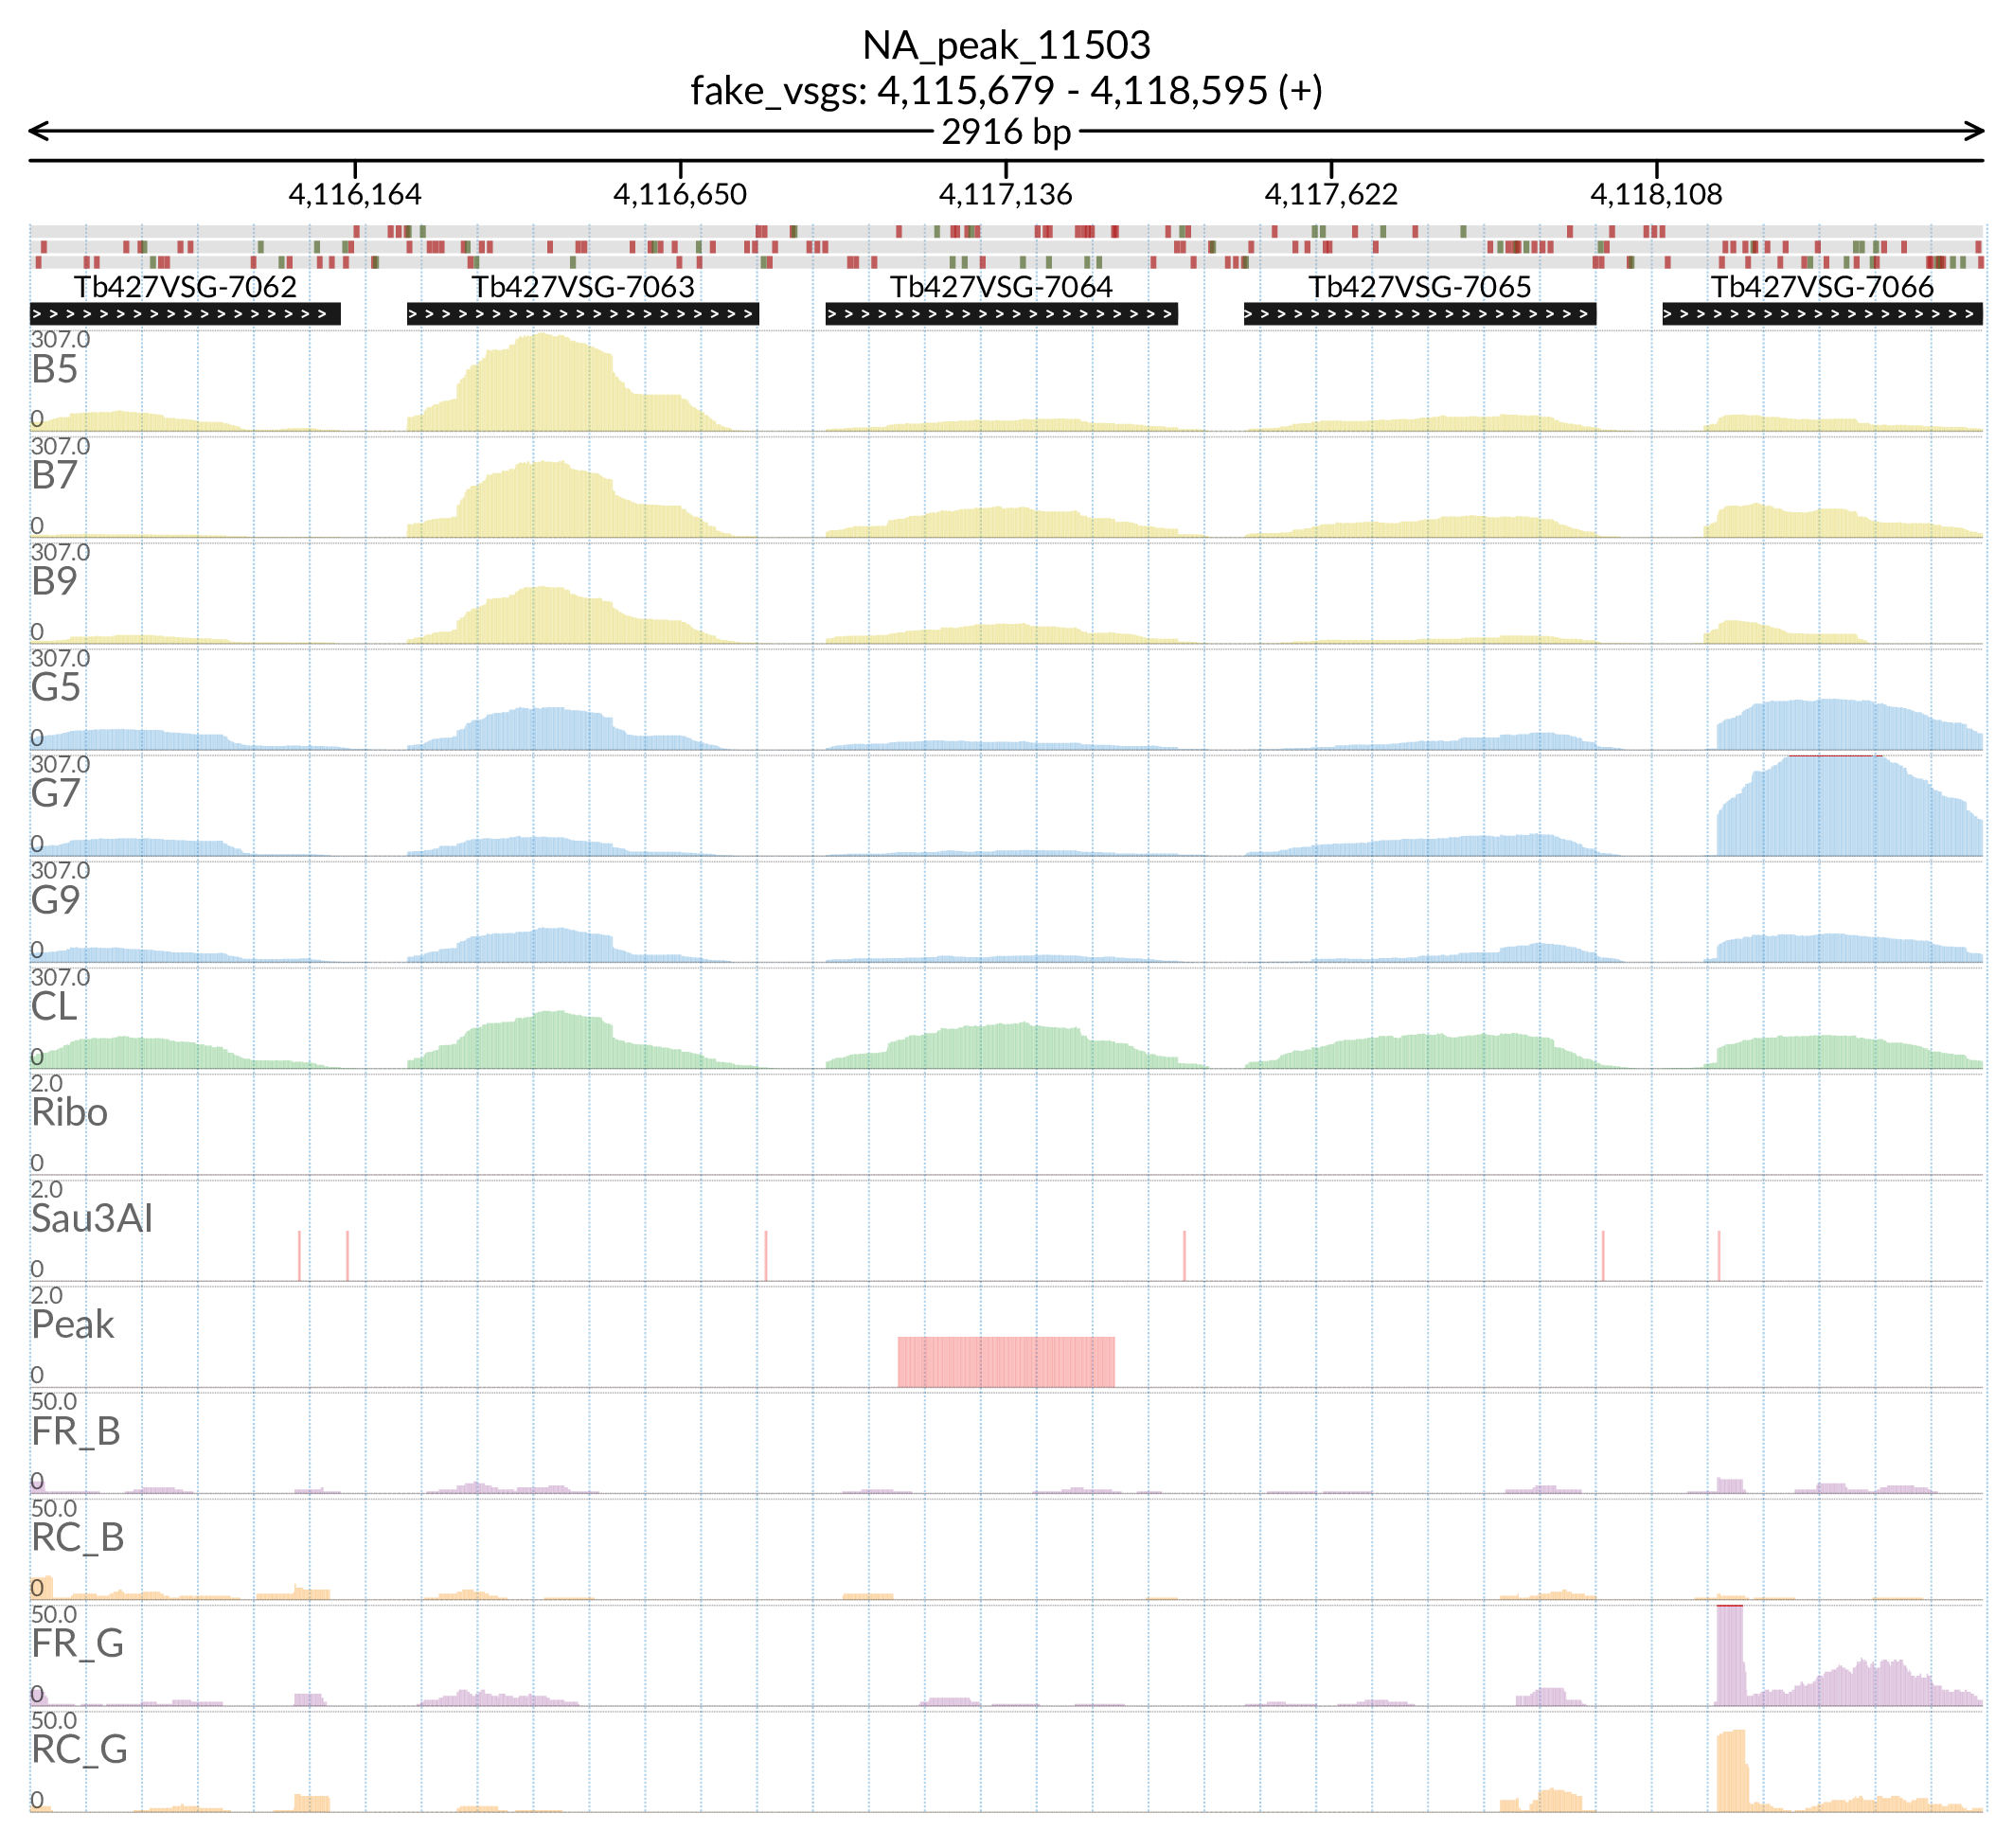 NA_peak_11503
fake_vsgs: 4,115,679 - 4,118,595 (+)
2916 bp
4,116,164 4,116,650 4,117,136 4,117,622 4,118,108
Tb427VSG-7062 Tb427VSG-7063 Tb427VSG-7064 Tb427VSG-7065 Tb427VSG-7066
307.0
B5
0
307.0
B7
0
307.0
B9
0
307.0
G5
0
307.0
G7
0
307.0
G9
0
307.0
CL
0
2.0
Ribo
0
2.0
Sau3AI
0
2.0
Peak
0
50.0
FR_B
0
50.0
RC_B
0
50.0
FR_G
0
50.0
RC_G
0